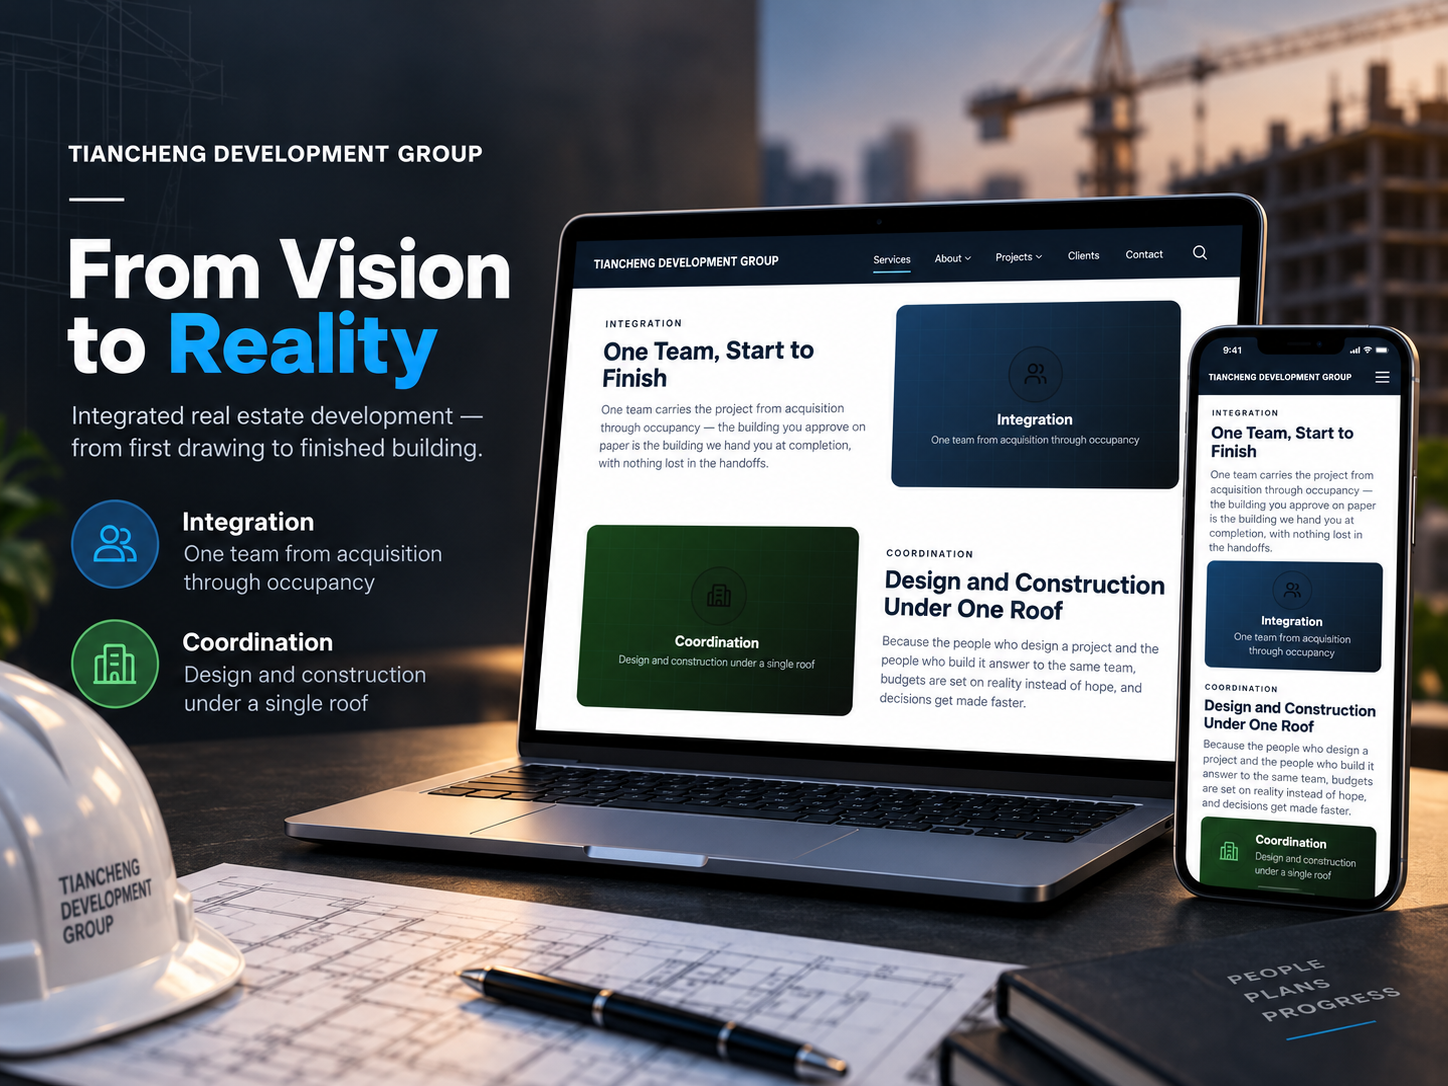 TIANCHENG DEVELOPMENT GROUP
From Vision
to Reality
Integrated real estate development —
from first drawing to finished building.
Integration
One team from acquisition
through occupancy
Coordination
Design and construction
under a single roof
TIANCHENG DEVELOPMENT GROUP
Services
About
Projects
Clients
Contact
INTEGRATION
One Team, Start to
Finish
One team carries the project from acquisition
through occupancy — the building you approve on
paper is the building we hand you at completion,
with nothing lost in the handoffs.
Integration
One team from acquisition through occupancy
Coordination
Design and construction under a single roof
COORDINATION
Design and Construction
Under One Roof
Because the people who design a project and the
people who build it answer to the same team,
budgets are set on reality instead of hope, and
decisions get made faster.
9:41
TIANCHENG DEVELOPMENT GROUP
INTEGRATION
One Team, Start to
Finish
One team carries the project from
acquisition through occupancy —
the building you approve on paper
is the building we hand you at
completion, with nothing lost in
the handoffs.
Integration
One team from acquisition
through occupancy
COORDINATION
Design and Construction
Under One Roof
Because the people who design a
project and the people who build it
answer to the same team, budgets
are set on reality instead of hope,
and decisions get made faster.
Coordination
Design and construction
under a single roof
TIANCHENG
DEVELOPMENT
GROUP
PEOPLE
PLANS
PROGRESS